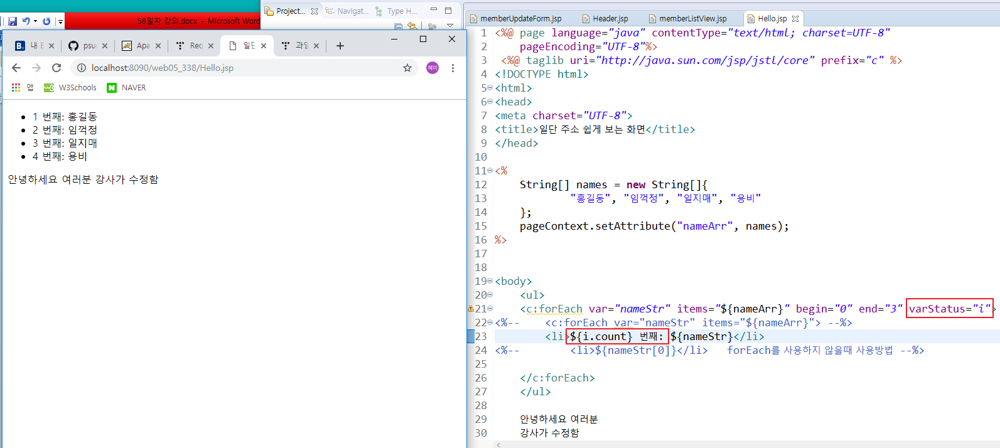 58일차 강의.docx - Microsoft Word
Project...
Navigat...
Type H...
내 E
psu
Apa
Req
일단
과일
localhost:8090/web05_338/Hello.jsp
혜미
앱
W3Schools
NAVER
1 번째: 홍길동
2 번째: 임꺽정
3 번째: 일지매
4 번째: 용비
안녕하세요 여러분 강사가 수정함
memberUpdateForm.jsp
Header.jsp
memberListView.jsp
Hello.jsp
1 <%@ page language="java" contentType="text/html; charset=UTF-8"
2 pageEncoding="UTF-8"%>
3 <%@ taglib uri="http://java.sun.com/jsp/jstl/core" prefix="c" %>
4 <!DOCTYPE html>
5 <html>
6 <head>
7 <meta charset="UTF-8">
8 <title>일단 주소 쉽게 보는 화면</title>
9 </head>
10
11 <%
12 String[] names = new String[]{
13 "홍길동", "임꺽정", "일지매", "용비"
14 };
15 pageContext.setAttribute("nameArr", names);
16 %>
17
18
19 <body>
20 <ul>
21 <c:forEach var="nameStr" items="${nameArr}" begin="0" end="3" varStatus="i">
22 <%-- <c:forEach var="nameStr" items="${nameArr}"> --%>
23 <li>${i.count} 번째: ${nameStr}</li>
24 <%-- <li>${nameStr[0]}</li> forEach를 사용하지 않을때 사용방법 --%>
25
26 </c:forEach>
27 </ul>
28
29 안녕하세요 여러분
30 강사가 수정함